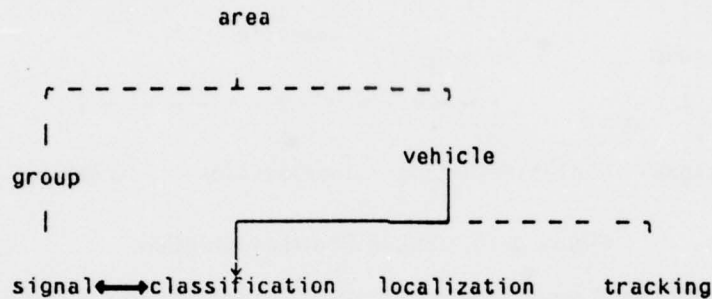 area
vehicle
group
signal classification localization tracking